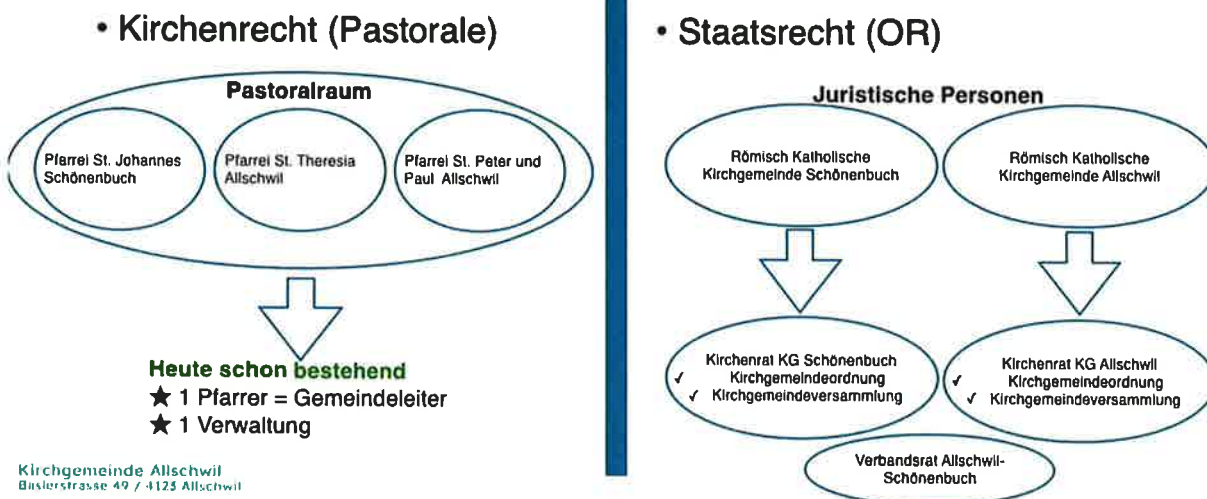 • Kirchenrecht (Pastorale)
Pastoralraum
Pfarrei St. Johannes
Schönenbuch
Pfarrei St. Theresia
Allschwil
Pfarrei St. Peter und
Paul Allschwil
Heute schon bestehend
★ 1 Pfarrer = Gemeindeleiter
★ 1 Verwaltung
Kirchgemeinde Allschwil
Baslerstrasse 49 / 4123 Allschwil
• Staatsrecht (OR)
Juristische Personen
Römisch Katholische
Kirchgemeinde Schönenbuch
Römisch Katholische
Kirchgemeinde Allschwil
Kirchenrat KG Schönenbuch
✓ Kirchgemeindeordnung
✓ Kirchgemeindeversammlung
Kirchenrat KG Allschwil
✓ Kirchgemeindeordnung
✓ Kirchgemeindeversammlung
Verbandsrat Allschwil-
Schönenbuch